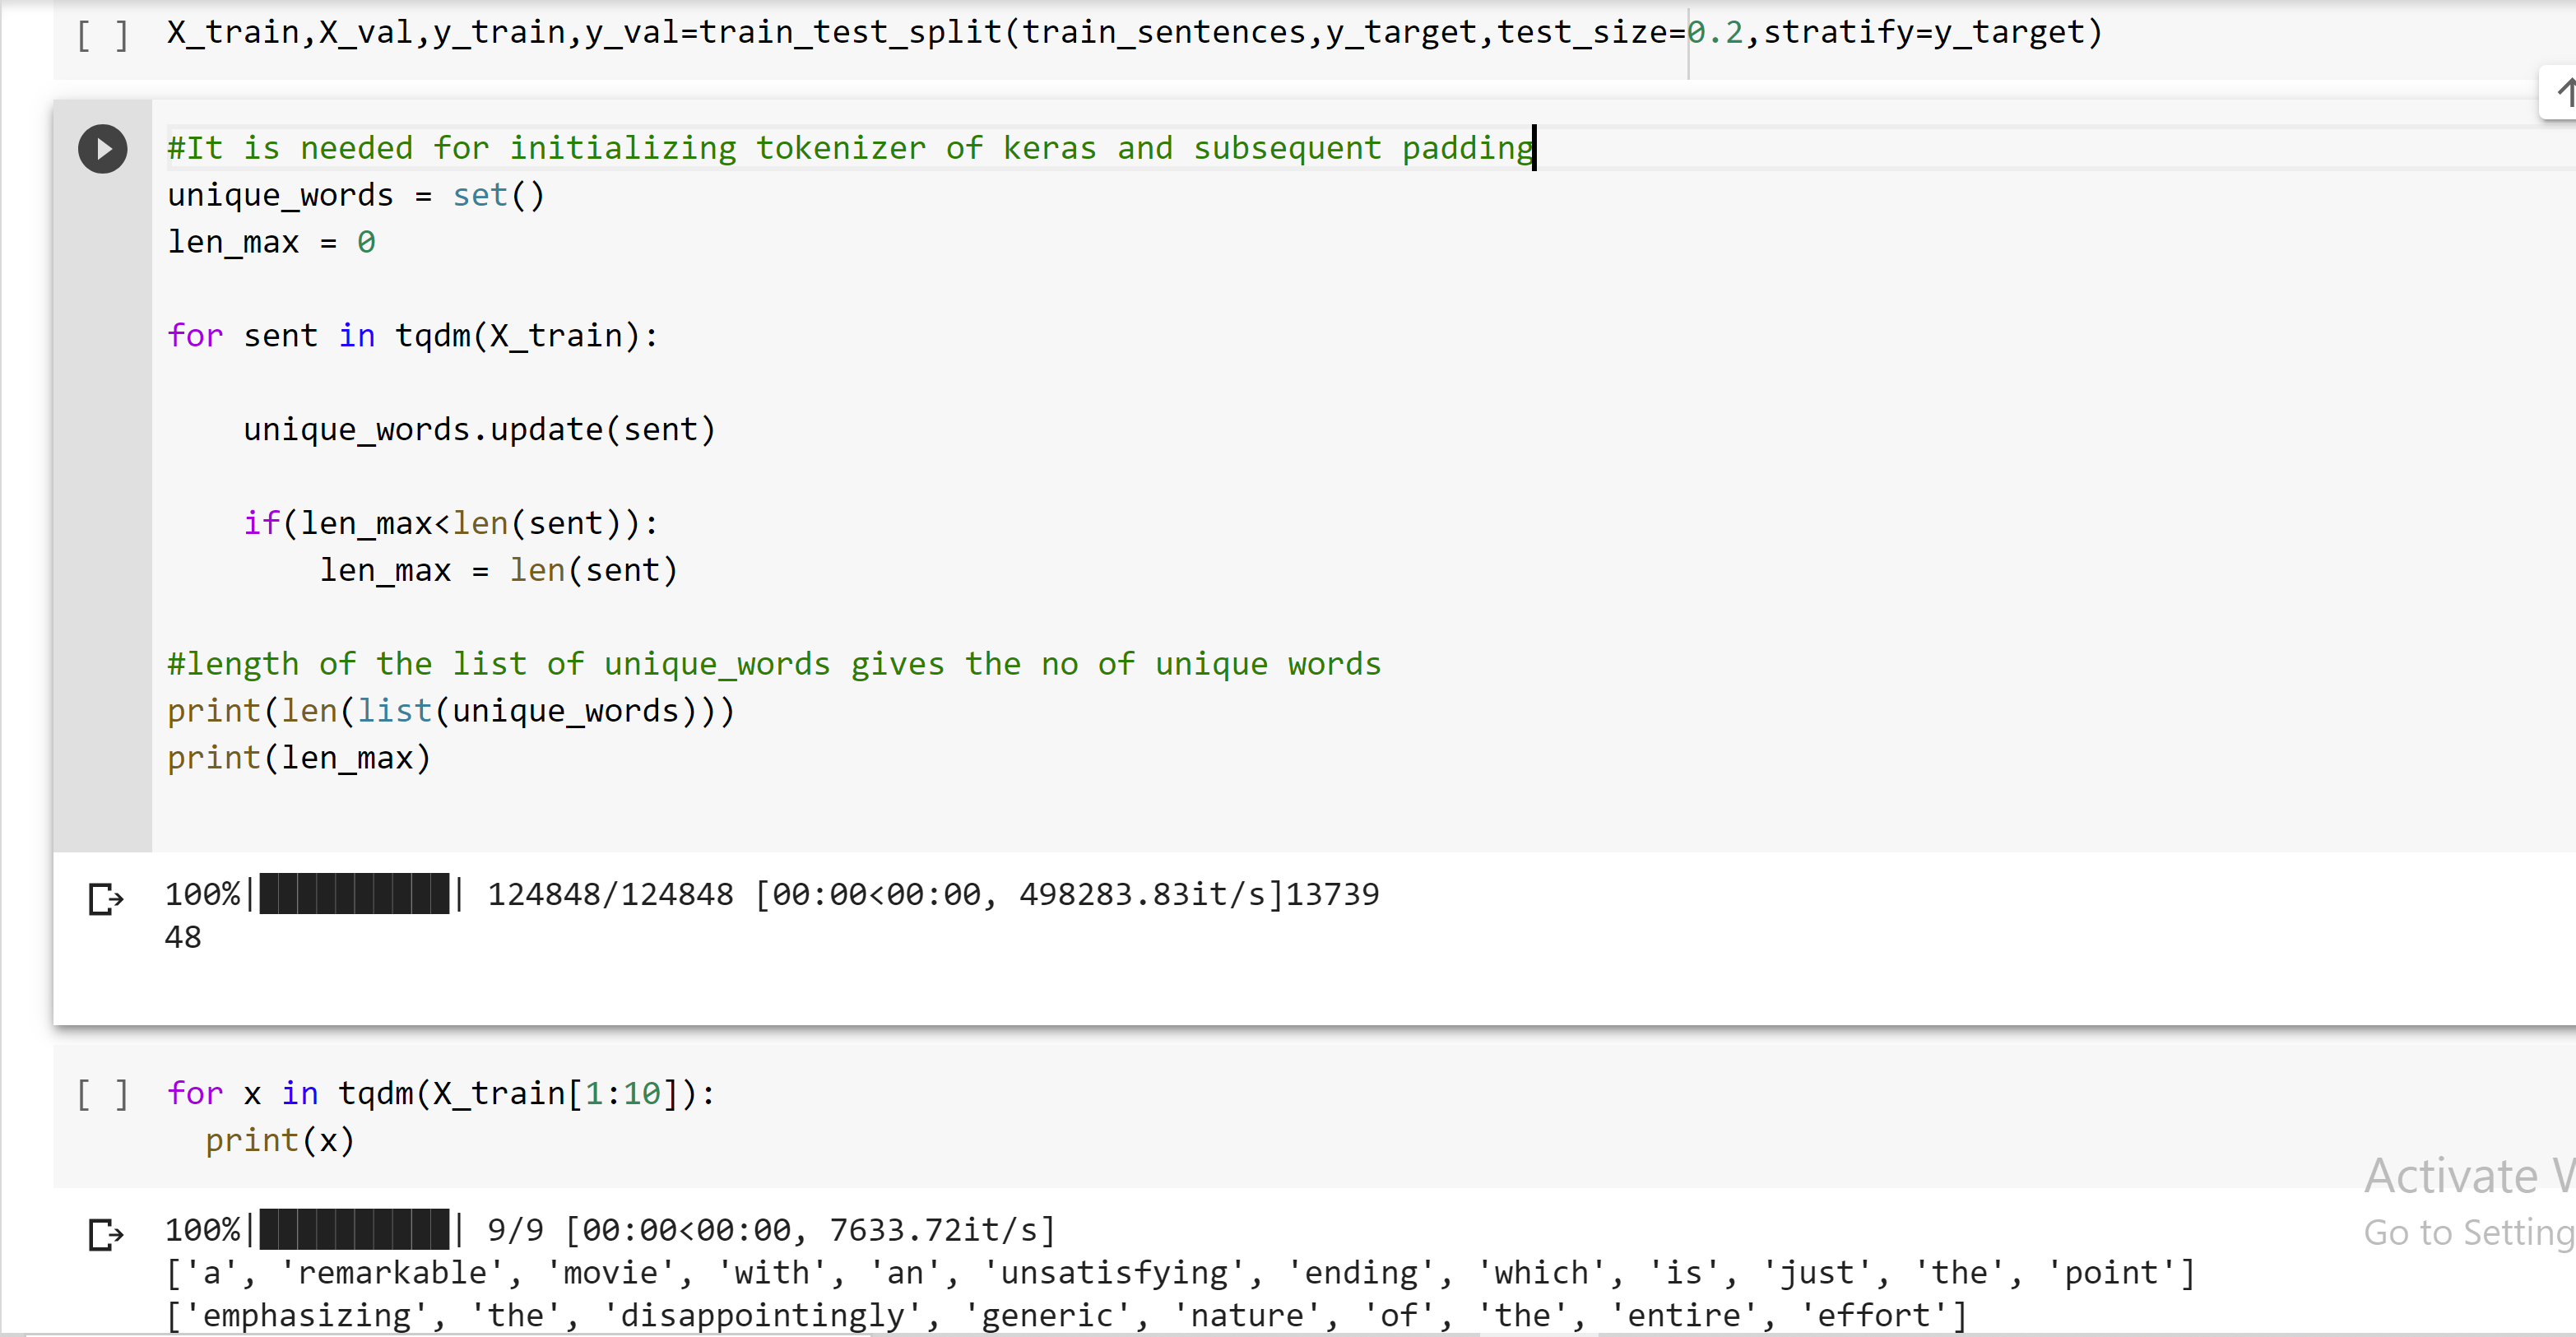 [ ] X_train,X_val,y_train,y_val=train_test_split(train_sentences,y_target,test_size=0.2,stratify=y_target)
#It is needed for initializing tokenizer of keras and subsequent padding
unique_words = set()
len_max = 0
for sent in tqdm(X_train):
    unique_words.update(sent)
    if(len_max<len(sent)):
        len_max = len(sent)
#length of the list of unique_words gives the no of unique words
print(len(list(unique_words)))
print(len_max)
100%|██████████| 124848/124848 [00:00<00:00, 498283.83it/s]13739
48
[ ] for x in tqdm(X_train[1:10]):
  print(x)
Activate W
Go to Setting
100%|██████████| 9/9 [00:00<00:00, 7633.72it/s]
['a', 'remarkable', 'movie', 'with', 'an', 'unsatisfying', 'ending', 'which', 'is', 'just', 'the', 'point']
['emphasizing', 'the', 'disappointingly', 'generic', 'nature', 'of', 'the', 'entire', 'effort']